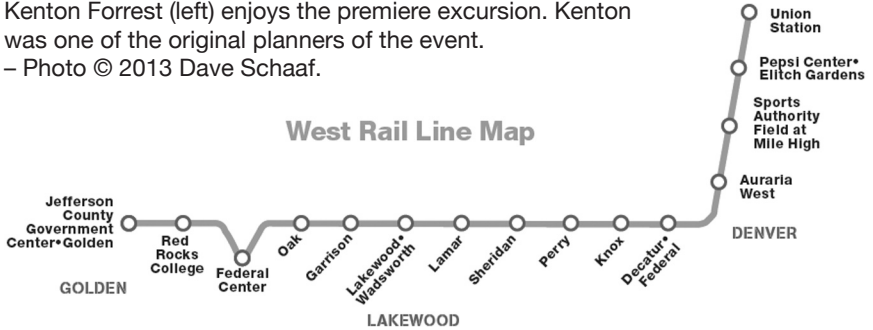 Kenton Forrest (left) enjoys the premiere excursion. Kenton
was one of the original planners of the event.
– Photo © 2013 Dave Schaaf.
West Rail Line Map
Union
Station
Pepsi Center•
Elitch Gardens
Sports
Authority
Field at
Mile High
Auraria
West
DENVER
Jefferson
County
Government
Center•Golden
Red
Rocks
College
Federal
Center
Oak
Garrison
Lakewood•
Wadsworth
Lamar
Sheridan
Perry
Knox
Decatur•
Federal
GOLDEN
LAKEWOOD